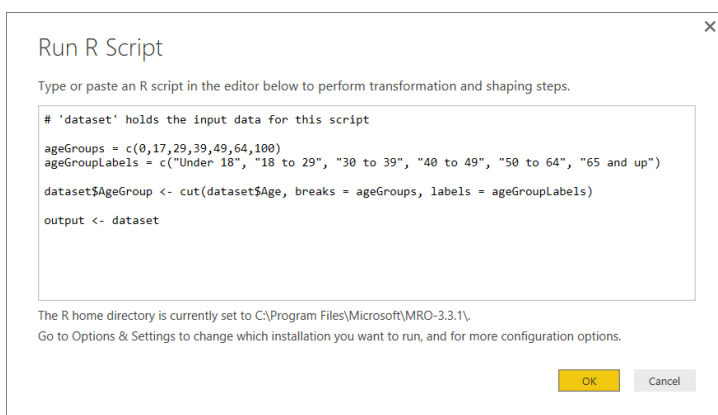 Run R Script
Type or paste an R script in the editor below to perform transformation and shaping steps.
# 'dataset' holds the input data for this script
ageGroups = c(0,17,29,39,49,64,100)
ageGroupLabels = c("Under 18", "18 to 29", "30 to 39", "40 to 49", "50 to 64", "65 and up")
dataset$AgeGroup <- cut(dataset$Age, breaks = ageGroups, labels = ageGroupLabels)
output <- dataset
The R home directory is currently set to C:\Program Files\Microsoft\MRO-3.3.1\.
Go to Options & Settings to change which installation you want to run, and for more configuration options.
OK Cancel